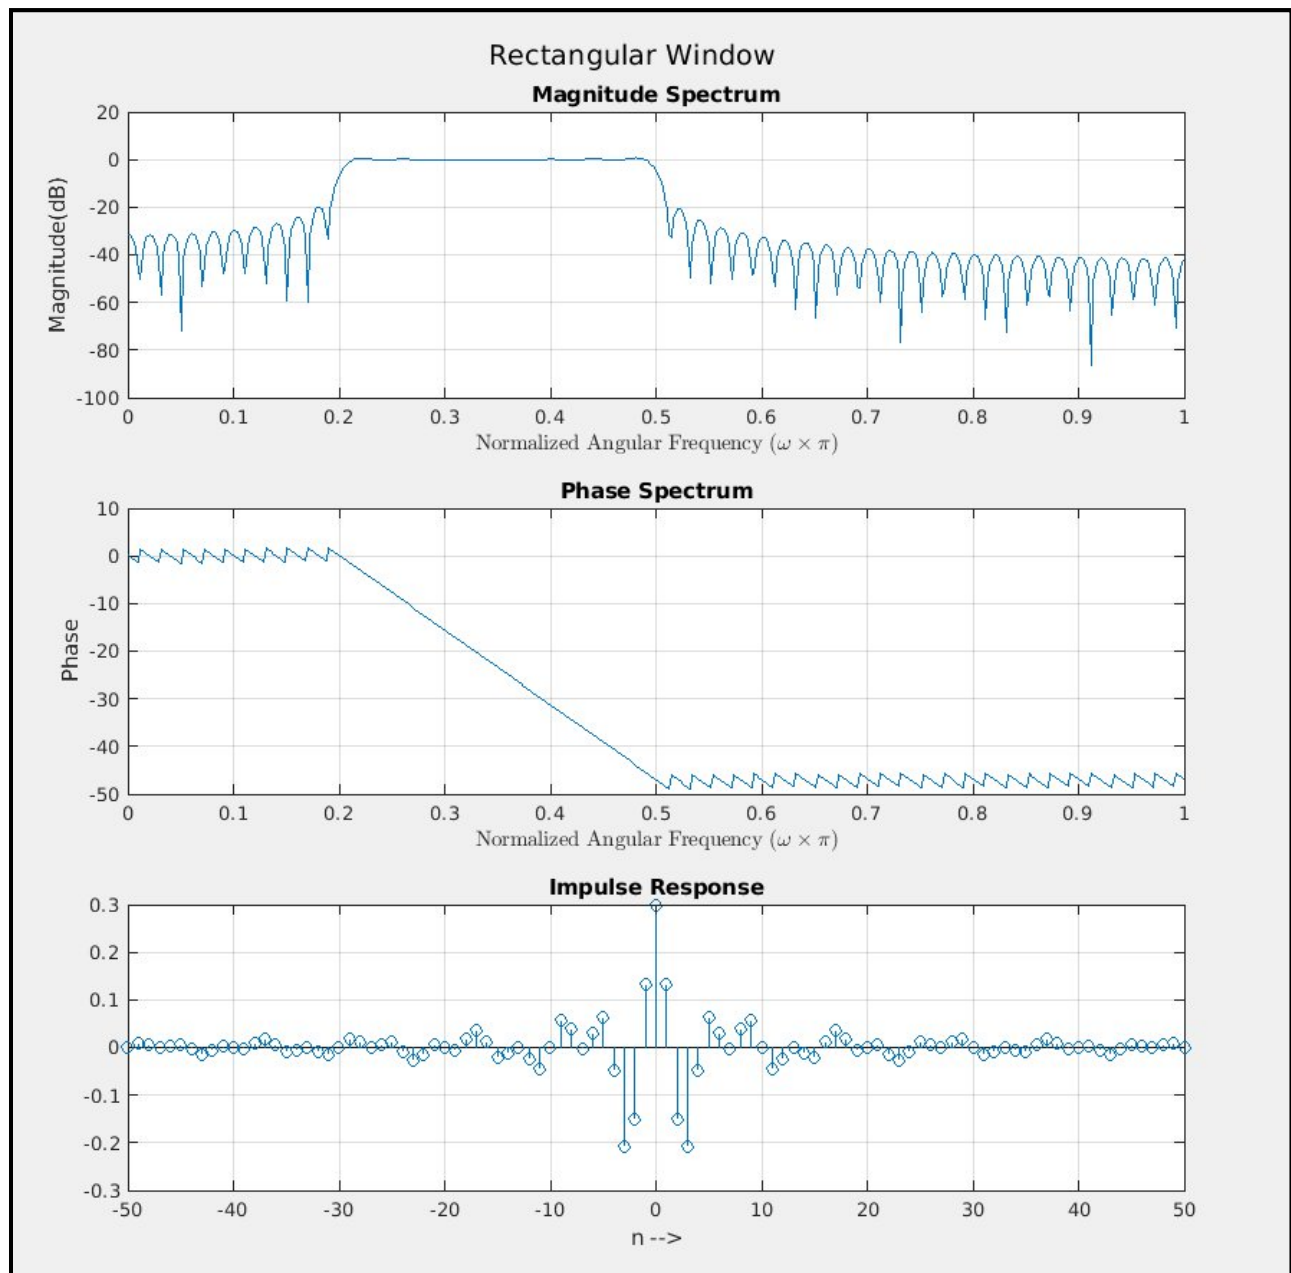 Rectangular Window
Magnitude Spectrum
20
0
-20
-40
-60
-80
-100
Magnitude(dB)
0 0.1 0.2 0.3 0.4 0.5 0.6 0.7 0.8 0.9 1
Normalized Angular Frequency (ω × π)
Phase Spectrum
10
0
-10
-20
-30
-40
-50
Phase
0 0.1 0.2 0.3 0.4 0.5 0.6 0.7 0.8 0.9 1
Normalized Angular Frequency (ω × π)
Impulse Response
0.3
0.2
0.1
0
-0.1
-0.2
-0.3
-50 -40 -30 -20 -10 0 10 20 30 40 50
n -->